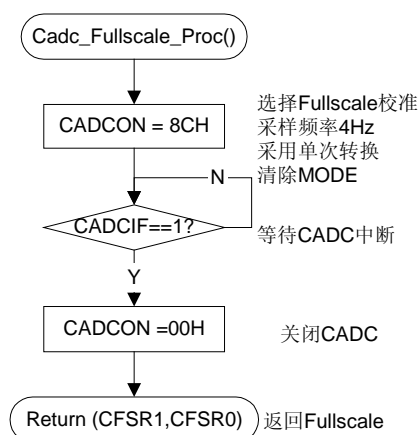 Cadc_Fullscale_Proc()
CADCON = 8CH
选择Fullscale校准
采样频率4Hz
采用单次转换
清除MODE
N
CADCIF==1?
等待CADC中断
Y
CADCON =00H
关闭CADC
Return (CFSR1,CFSR0)
返回Fullscale